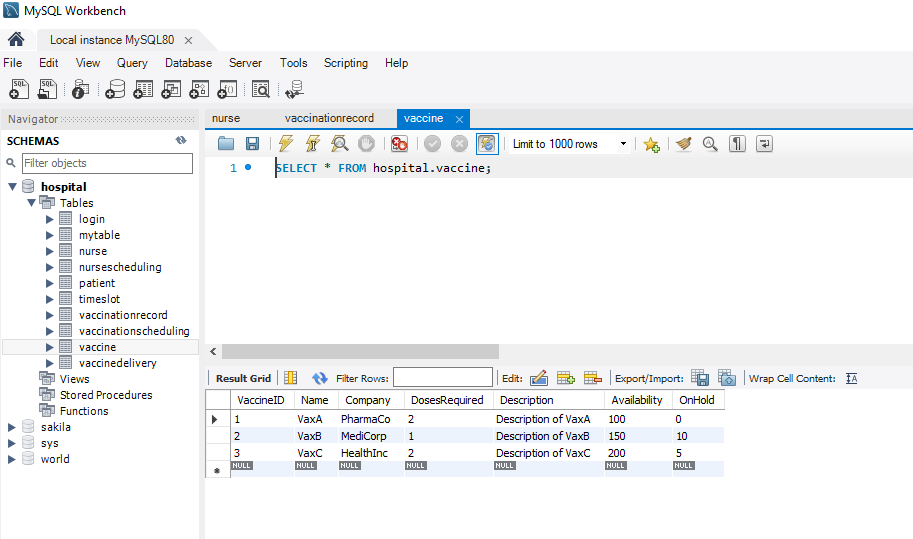 MySQL Workbench
Local instance MySQL80
File Edit View Query Database Server Tools Scripting Help
Navigator
SCHEMAS
Filter objects
hospital
Tables
login
mytable
nurse
nursescheduling
patient
timeslot
vaccinationrecord
vaccinationscheduling
vaccine
vaccinedelivery
Views
Stored Procedures
Functions
sakila
sys
world
nurse vaccinationrecord vaccine
Limit to 1000 rows
1 SELECT * FROM hospital.vaccine;
Result Grid Filter Rows: Edit: Export/Import: Wrap Cell Content: IA
VaccineID Name Company DosesRequired Description Availability OnHold
1 VaxA PharmaCo 2 Description of VaxA 100 0
2 VaxB MediCorp 1 Description of VaxB 150 10
3 VaxC HealthInc 2 Description of VaxC 200 5
NULL NULL NULL NULL NULL NULL NULL